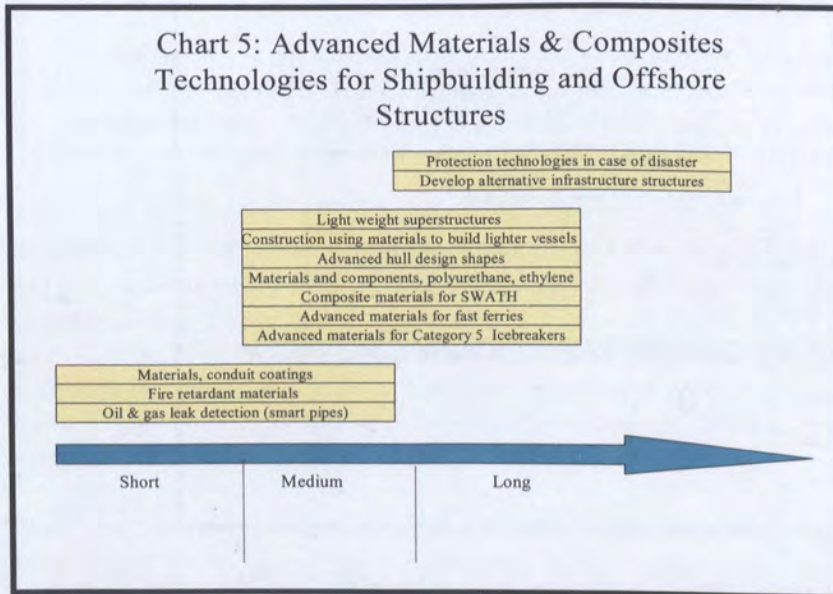 Chart 5: Advanced Materials & Composites
Technologies for Shipbuilding and Offshore
Structures
Protection technologies in case of disaster
Develop alternative infrastructure structures
Light weight superstructures
Construction using materials to build lighter vessels
Advanced hull design shapes
Materials and components, polyurethane, ethylene
Composite materials for SWATH
Advanced materials for fast ferries
Advanced materials for Category 5 Icebreakers
Materials, conduit coatings
Fire retardant materials
Oil & gas leak detection (smart pipes)
Short Medium Long